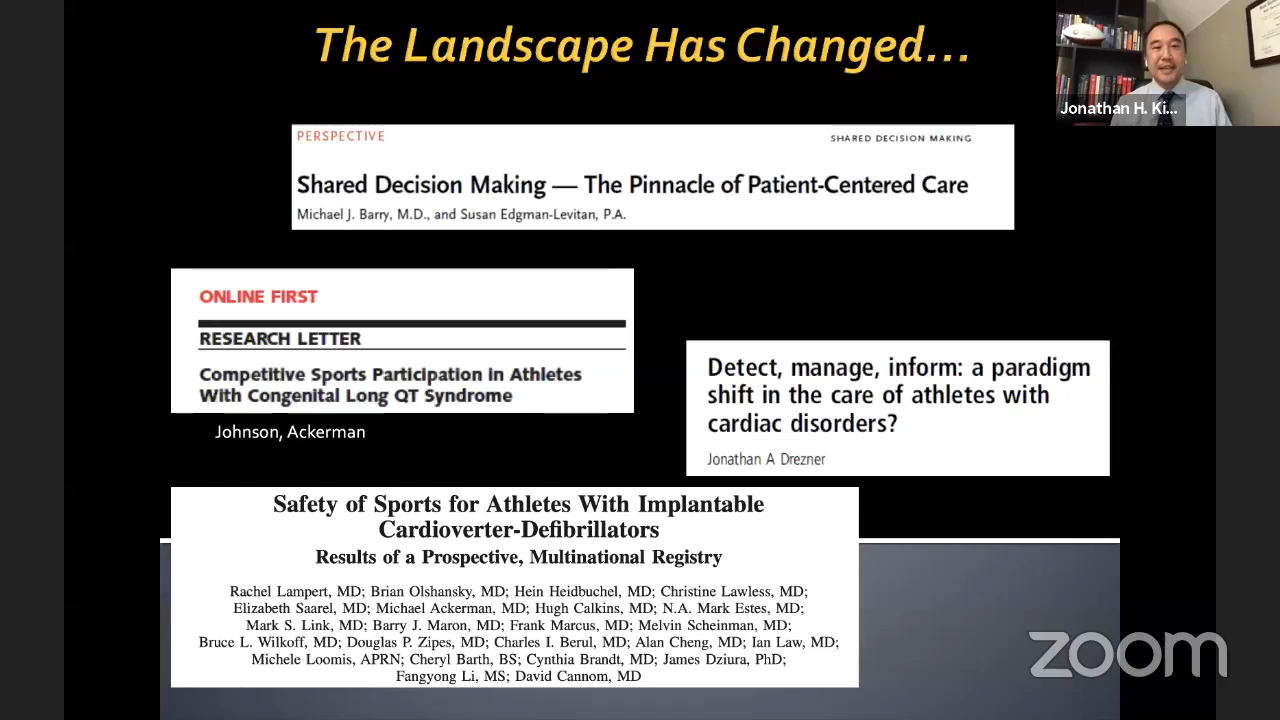 The Landscape Has Changed...
Jonathan H. Ki...
PERSPECTIVE
SHARED DECISION MAKING
Shared Decision Making — The Pinnacle of Patient-Centered Care
Michael J. Barry, M.D., and Susan Edgman-Levitan, P.A.
ONLINE FIRST
RESEARCH LETTER
Competitive Sports Participation in Athletes
With Congenital Long QT Syndrome
Johnson, Ackerman
Detect, manage, inform: a paradigm
shift in the care of athletes with
cardiac disorders?
Jonathan A Drezner
Safety of Sports for Athletes With Implantable
Cardioverter-Defibrillators
Results of a Prospective, Multinational Registry
Rachel Lampert, MD; Brian Olshansky, MD; Hein Heidbuchel, MD; Christine Lawless, MD;
Elizabeth Saarel, MD; Michael Ackerman, MD; Hugh Calkins, MD; N.A. Mark Estes, MD;
Mark S. Link, MD; Barry J. Maron, MD; Frank Marcus, MD; Melvin Scheinman, MD;
Bruce L. Wilkoff, MD; Douglas P. Zipes, MD; Charles I. Berul, MD; Alan Cheng, MD; Ian Law, MD;
Michele Loomis, APRN; Cheryl Barth, BS; Cynthia Brandt, MD; James Dziura, PhD;
Fangyong Li, MS; David Cannom, MD
zoom